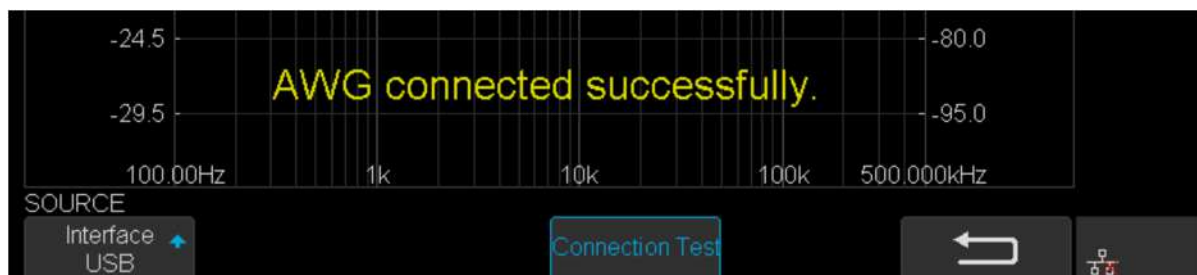 -24.5 -80.0
AWG connected successfully.
-29.5 -95.0
100.00Hz 1k 10k 100k 500.000kHz
SOURCE
Interface
USB
Connection Test